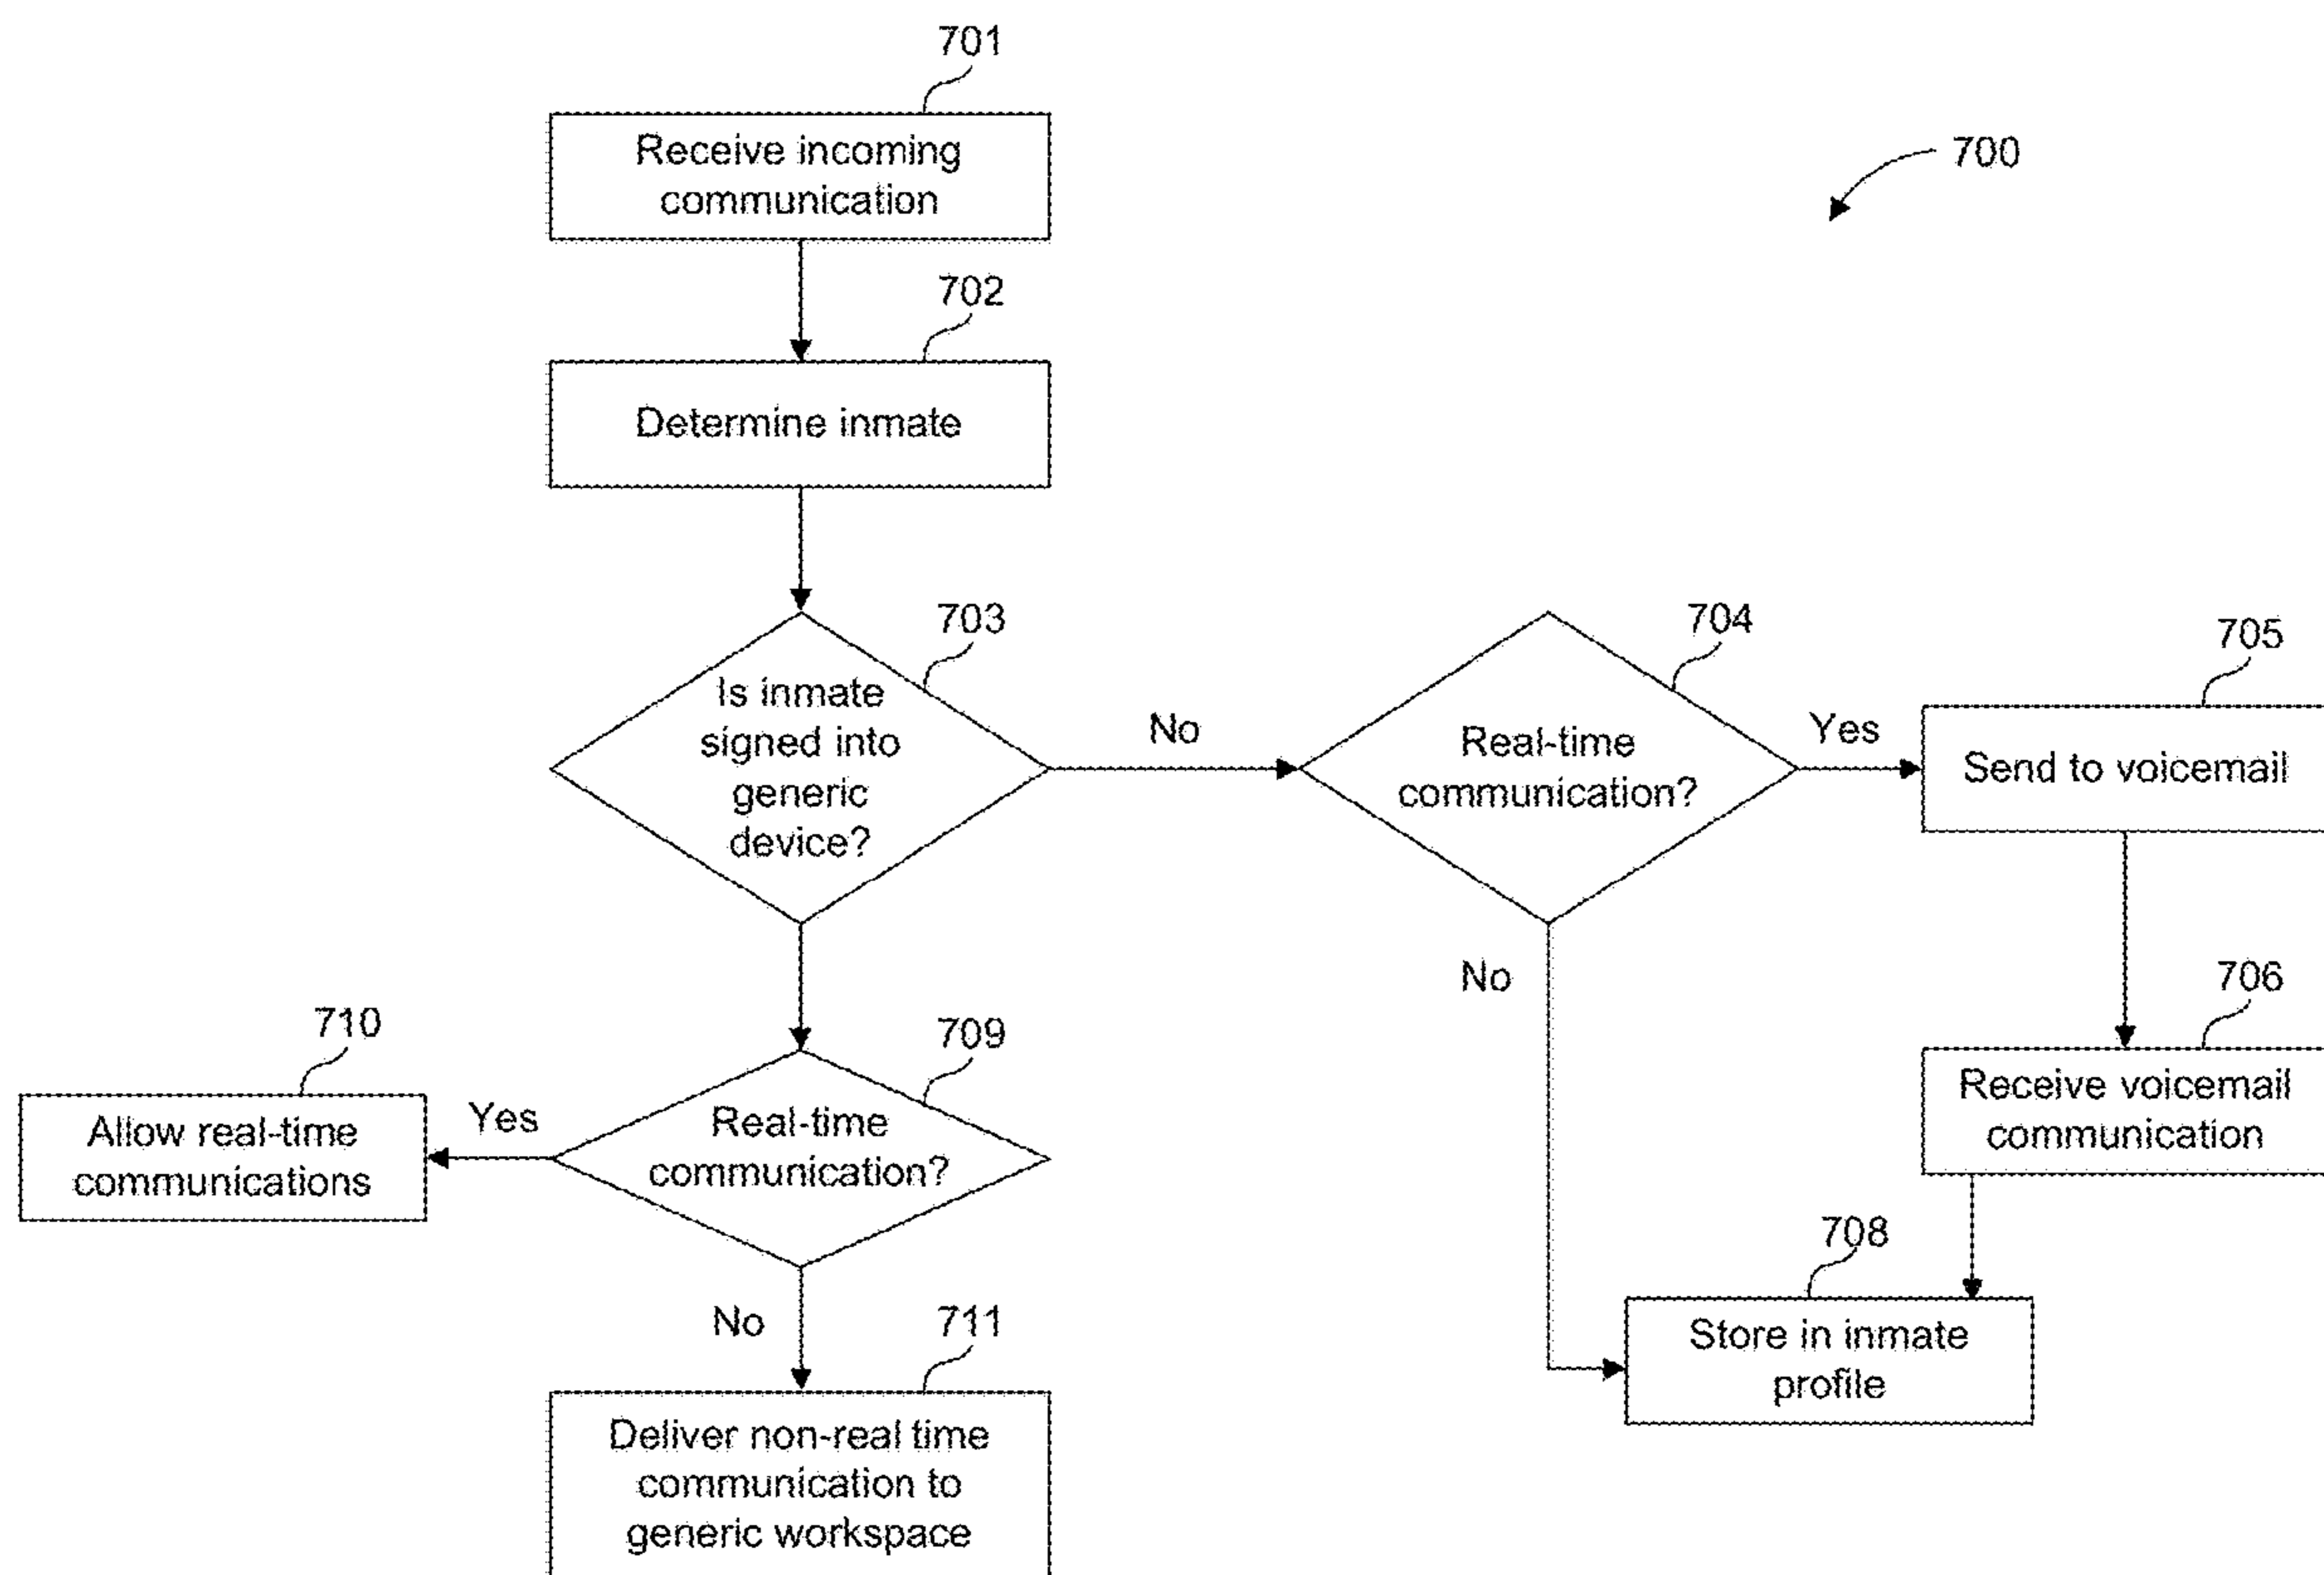 701
Receive incoming
communication
700
702
Determine inmate
703
Is inmate
signed into
generic
device?
No
704
Real-time
communication?
Yes
705
Send to voicemail
No
706
Receive voicemail
communication
710
Allow real-time
communications
Yes
709
Real-time
communication?
708
Store in inmate
profile
No
711
Deliver non-real time
communication to
generic workspace